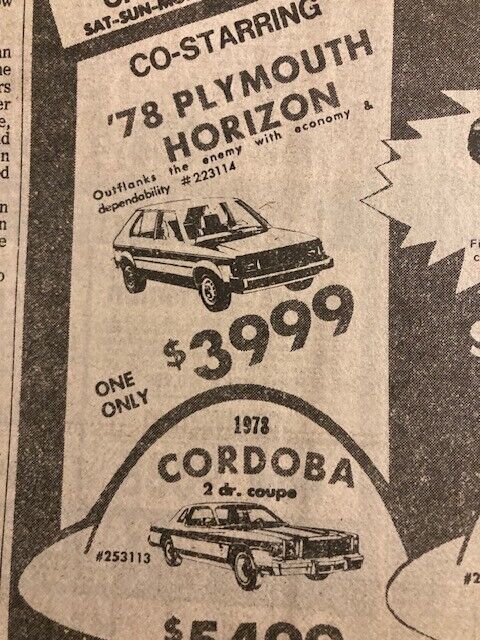 SAT-SUN-MO
CO-STARRING
'78 PLYMOUTH
HORIZON
Outflanks the enemy with economy &
dependability #223114
$3999
ONE
ONLY
1978
CORDOBA
2 dr. coupe
#253113